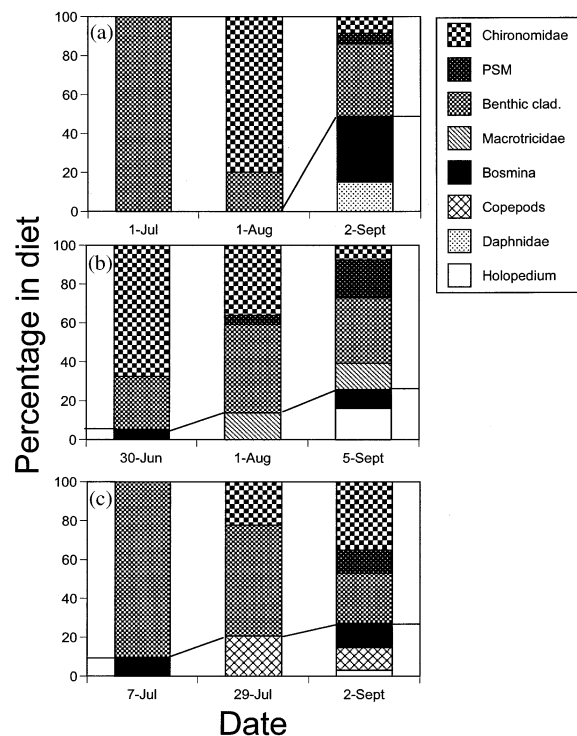 Percentage in diet
(a)
100
80
60
40
20
0
1-Jul 1-Aug 2-Sept
(b)
100
80
60
40
20
0
30-Jun 1-Aug 5-Sept
(c)
100
80
60
40
20
0
7-Jul 29-Jul 2-Sept
Date
Chironomidae
PSM
Benthic clad.
Macrotricidae
Bosmina
Copepods
Daphnidae
Holopedium